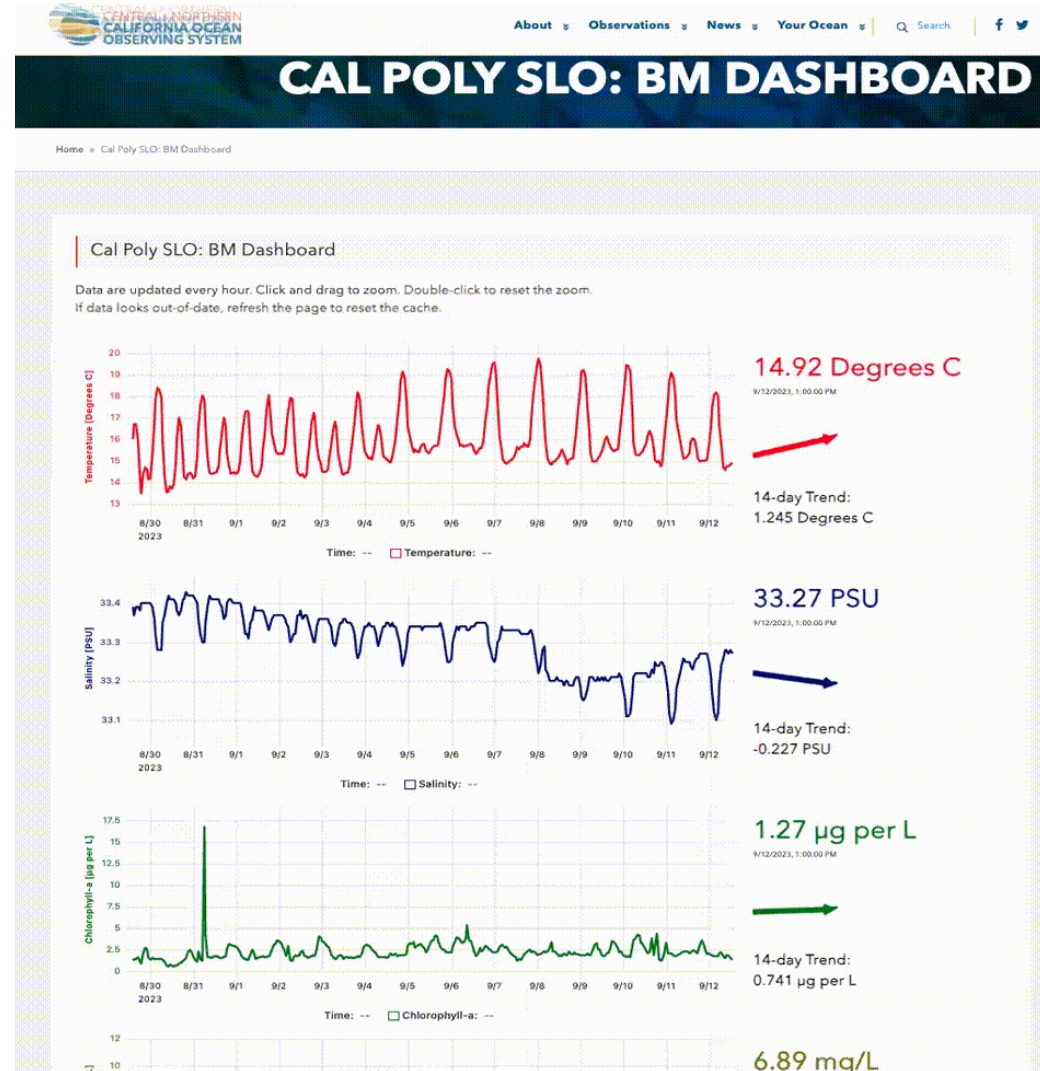 CENTRAL & NORTHERN
CALIFORNIA OCEAN
OBSERVING SYSTEM
About Observations News Your Ocean Search
CAL POLY SLO: BM DASHBOARD
Home » Cal Poly SLO: BM Dashboard
Cal Poly SLO: BM Dashboard
Data are updated every hour. Click and drag to zoom. Double-click to reset the zoom.
If data looks out-of-date, refresh the page to reset the cache.
Temperature [Degrees C]
20
19
18
17
16
15
14
13
8/30 8/31 9/1 9/2 9/3 9/4 9/5 9/6 9/7 9/8 9/9 9/10 9/11 9/12
2023
Time: -- Temperature: --
14.92 Degrees C
9/12/2023, 1:00:00 PM
14-day Trend:
1.245 Degrees C
Salinity [PSU]
33.4
33.3
33.2
33.1
8/30 8/31 9/1 9/2 9/3 9/4 9/5 9/6 9/7 9/8 9/9 9/10 9/11 9/12
2023
Time: -- Salinity: --
33.27 PSU
9/12/2023, 1:00:00 PM
14-day Trend:
-0.227 PSU
Chlorophyll-a [µg per L]
17.5
15
12.5
10
7.5
5
2.5
0
8/30 8/31 9/1 9/2 9/3 9/4 9/5 9/6 9/7 9/8 9/9 9/10 9/11 9/12
2023
Time: -- Chlorophyll-a: --
1.27 µg per L
9/12/2023, 1:00:00 PM
14-day Trend:
0.741 µg per L
12
10
6.89 mg/L